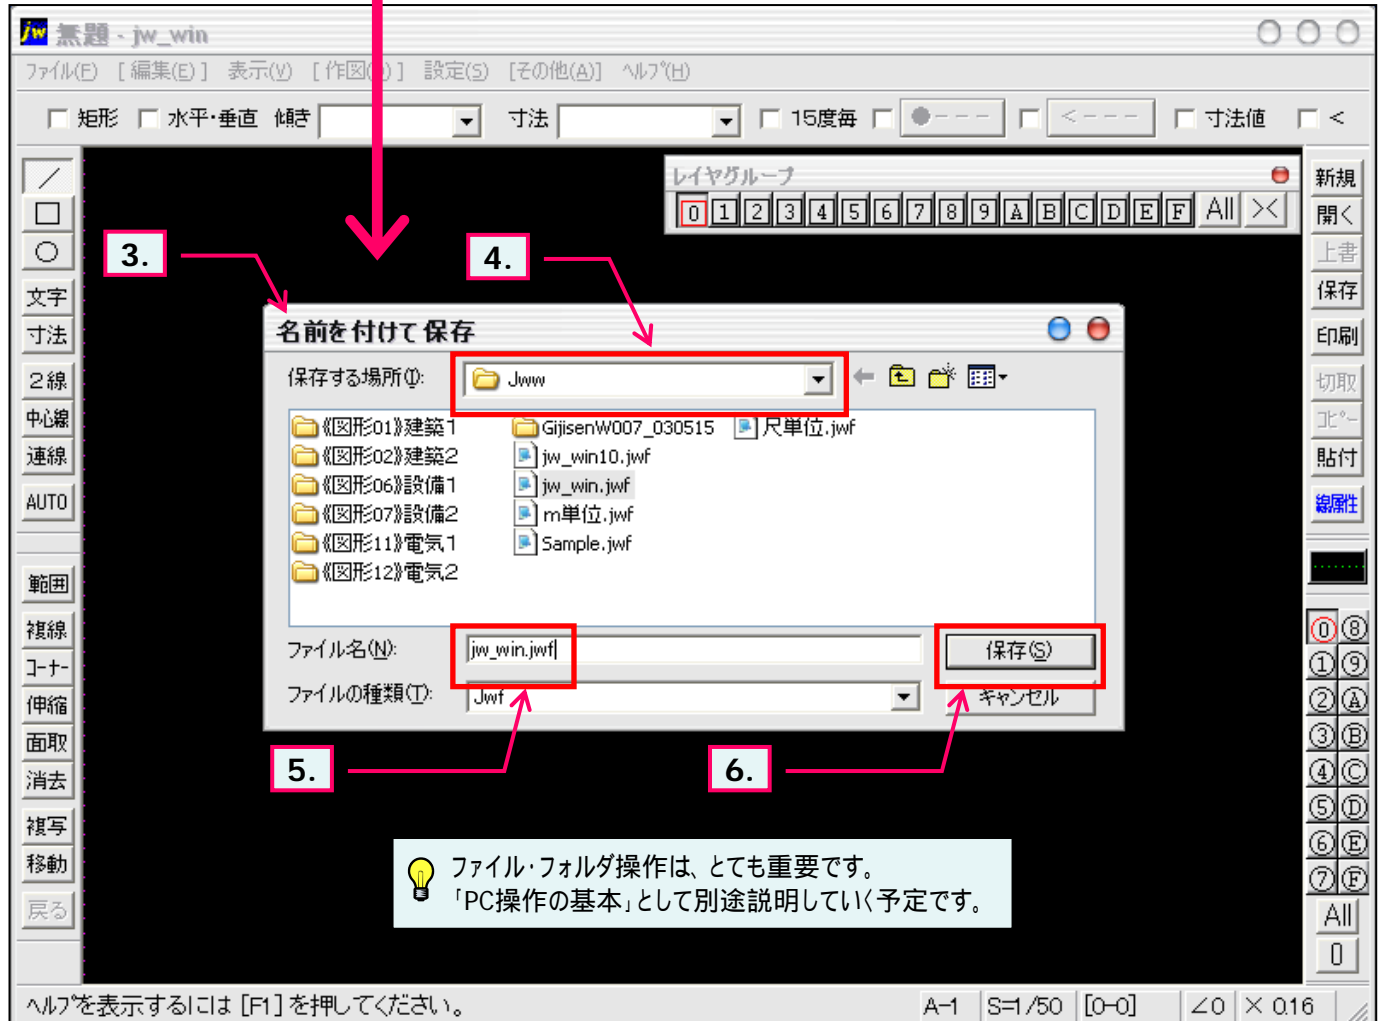 jw 無題 - jw_win
ファイル(F) [編集(E)] 表示(V) [作図(D)] 設定(S) [その他(A)] ヘルプ(H)
矩形 水平・垂直 傾き 寸法 15度毎 ●--- <--- 寸法値 <
レイヤグループ
0 1 2 3 4 5 6 7 8 9 A B C D E F All ><
／
□
○
文字
寸法
２線
中心線
連線
AUTO
範囲
複線
コーナー
伸縮
面取
消去
複写
移動
戻る
3.
4.
名前を付けて保存
保存する場所(I): Jww
《図形01》建築1 GijisenW007_030515 尺単位.jwf
《図形02》建築2 jw_win10.jwf
《図形06》設備1 jw_win.jwf
《図形07》設備2 m単位.jwf
《図形11》電気1 Sample.jwf
《図形12》電気2
ファイル名(N): jw_win.jwf 保存(S)
ファイルの種類(T): Jwf キャンセル
5.
6.
ファイル・フォルダ操作は、とても重要です。
「PC操作の基本」として別途説明していく予定です。
新規
開く
上書
保存
印刷
切取
コピー
貼付
線属性
0 8
1 9
2 A
3 B
4 C
5 D
6 E
7 F
All
0
ヘルプを表示するには [F1] を押してください。 A-1 S=1/50 [0-0] ∠0 × 0.16